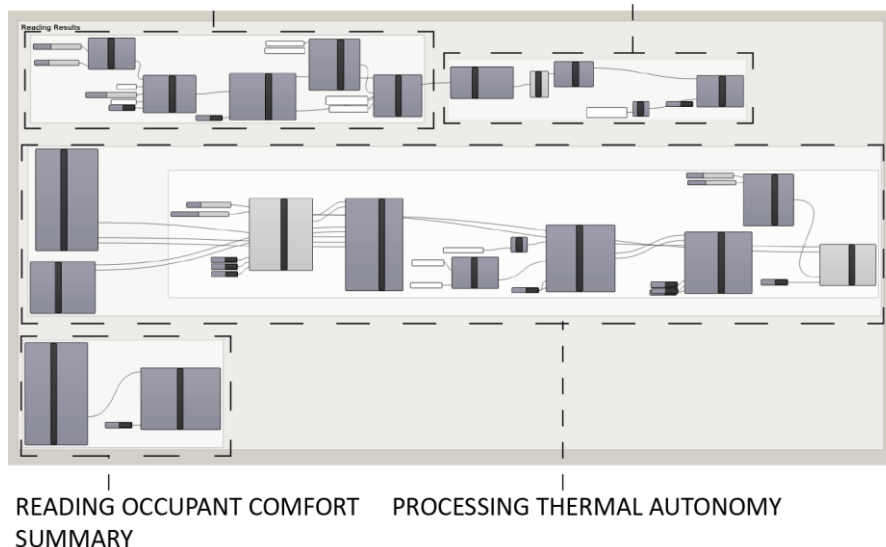 Reading Results
READING OCCUPANT COMFORT SUMMARY
PROCESSING THERMAL AUTONOMY